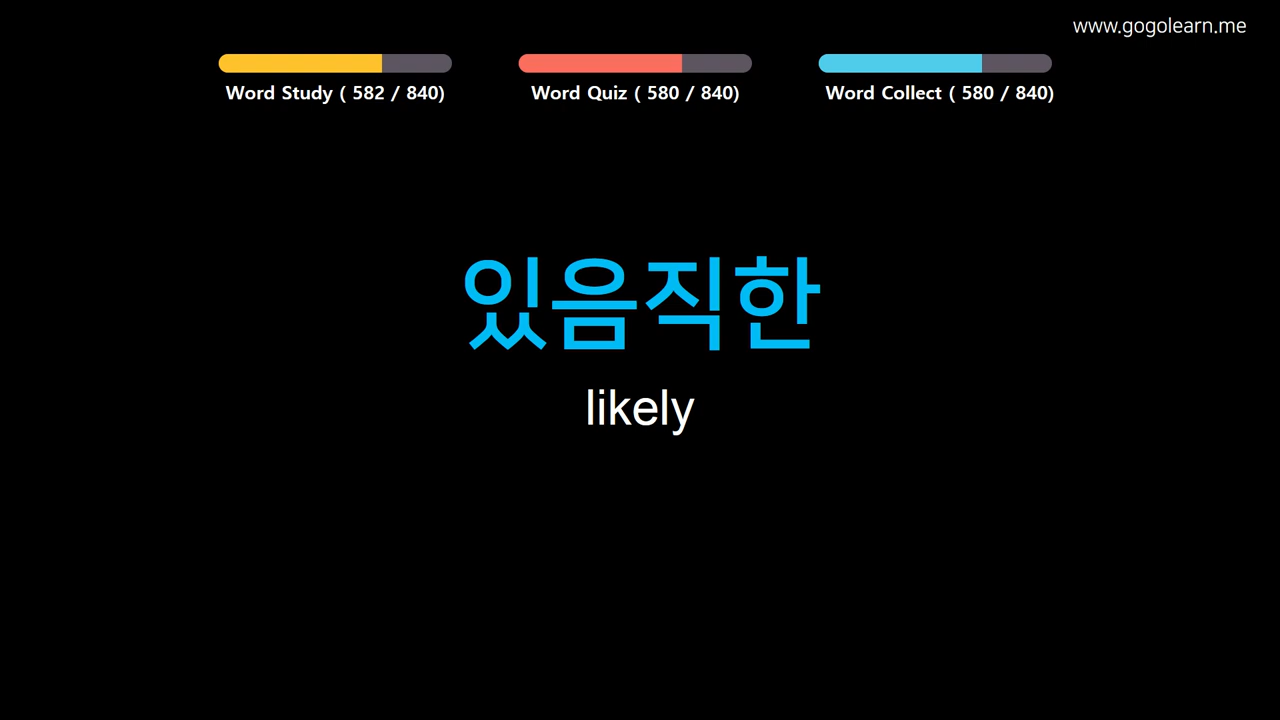 www.gogolearn.me
Word Study ( 582 / 840)
Word Quiz ( 580 / 840)
Word Collect ( 580 / 840)
있음직한
likely